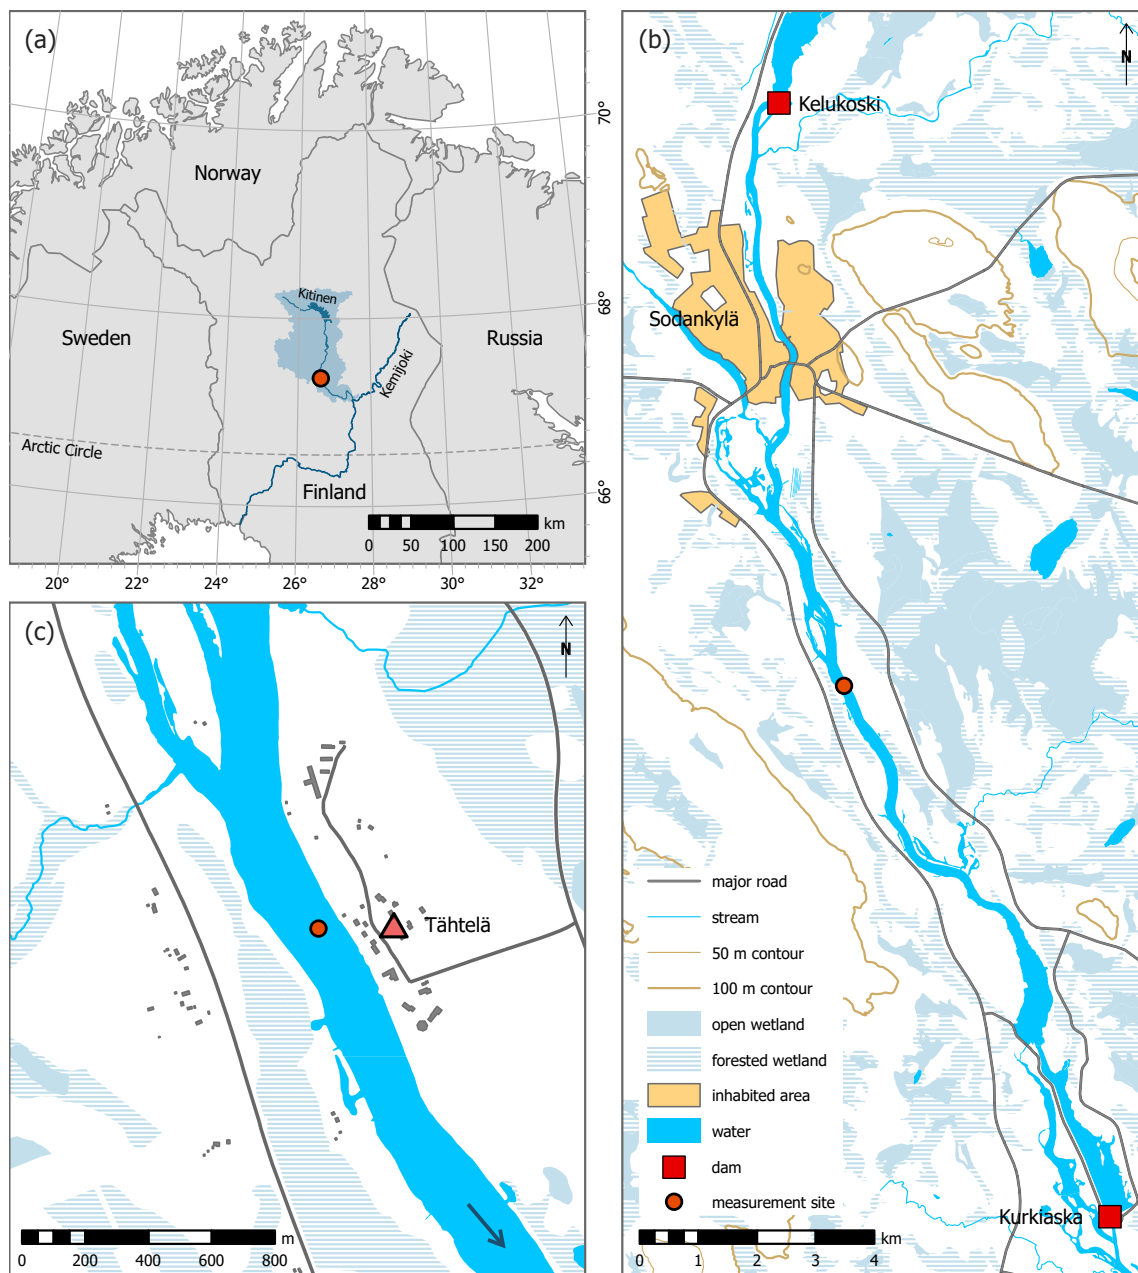 (a)
Norway
Kitinen
Sweden
Russia
Kemijoki
Arctic Circle
Finland
km
0 50 100 150 200
70°
68°
66°
20 22 24 26 28 30 32
(b)
N
Kelukoski
Sodankylä
major road
stream
50 m contour
100 m contour
open wetland
forested wetland
inhabited area
water
dam
measurement site
Kurkiaska
km
0 1 2 3 4
(c)
N
Tähtelä
m
0 200 400 600 800